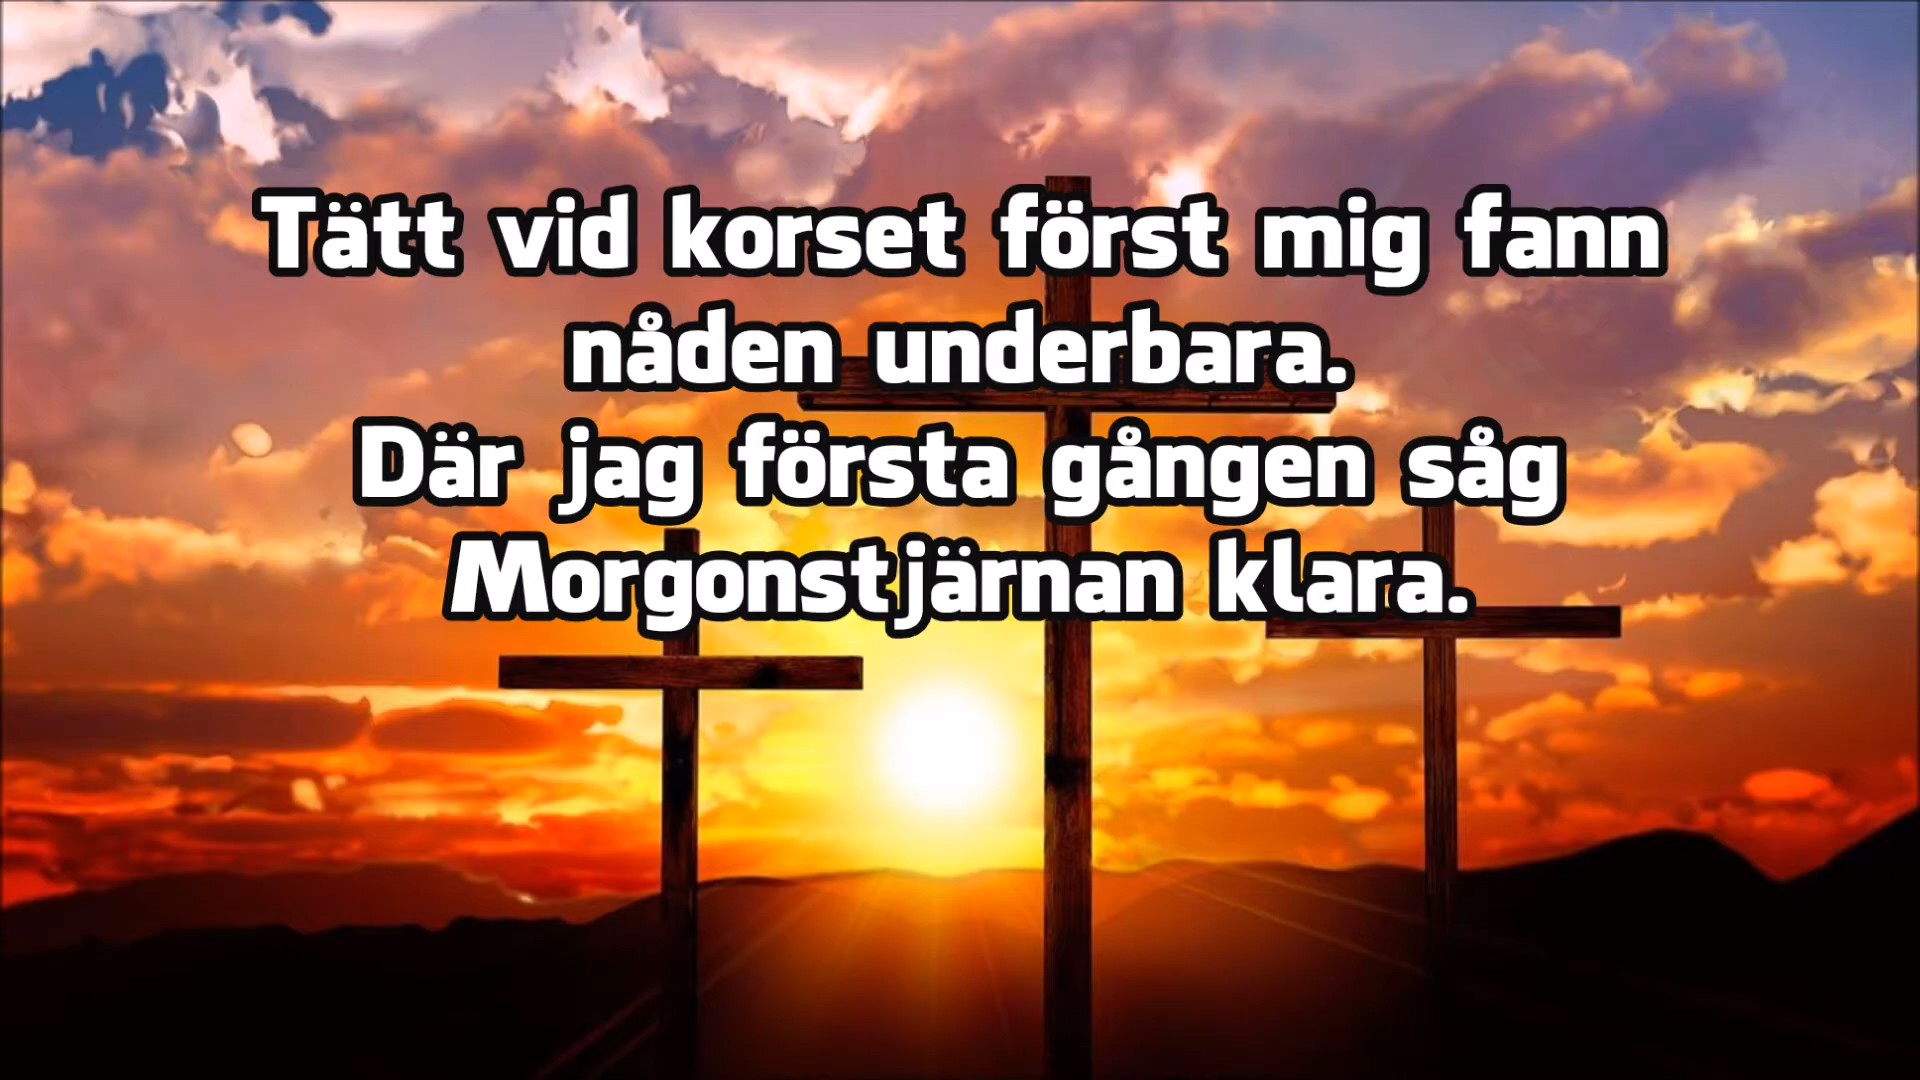 Tätt vid korset först mig fann
nåden underbara.
Där jag första gången såg
Morgonstjärnan klara.